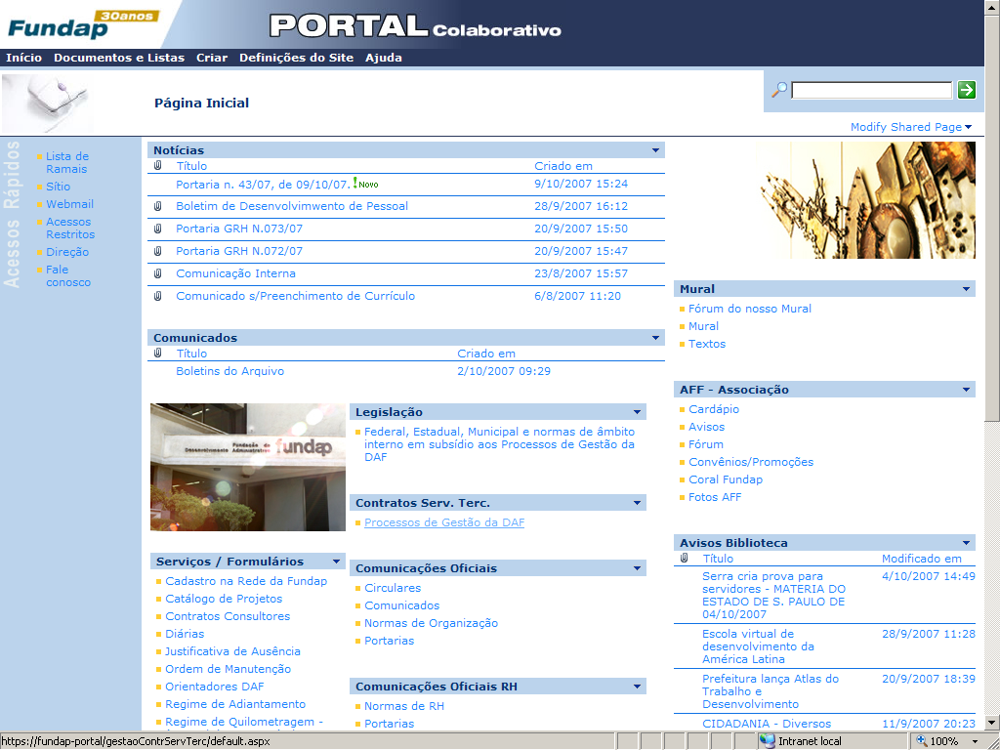 Fundap 30anos
PORTAL Colaborativo
Início Documentos e Listas Criar Definições do Site Ajuda
Página Inicial
Modify Shared Page
Acessos Rápidos
Lista de
Ramais
Sítio
Webmail
Acessos
Restritos
Direção
Fale
conosco
Notícias
Título Criado em
Portaria n. 43/07, de 09/10/07. ! Novo 9/10/2007 15:24
Boletim de Desenvolvimwento de Pessoal 28/9/2007 16:12
Portaria GRH N.073/07 20/9/2007 15:50
Portaria GRH N.072/07 20/9/2007 15:47
Comunicação Interna 23/8/2007 15:57
Comunicado s/Preenchimento de Currículo 6/8/2007 11:20
Comunicados
Título Criado em
Boletins do Arquivo 2/10/2007 09:29
Fundação do
Desenvolvimento Administrativo
fundap
Serviços / Formulários
Cadastro na Rede da Fundap
Catálogo de Projetos
Contratos Consultores
Diárias
Justificativa de Ausência
Ordem de Manutenção
Orientadores DAF
Regime de Adiantamento
Regime de Quilometragem -
Legislação
Federal, Estadual, Municipal e normas de âmbito
interno em subsídio aos Processos de Gestão da
DAF
Contratos Serv. Terc.
Processos de Gestão da DAF
Comunicações Oficiais
Circulares
Comunicados
Normas de Organização
Portarias
Comunicações Oficiais RH
Normas de RH
Portarias
Mural
Fórum do nosso Mural
Mural
Textos
AFF - Associação
Cardápio
Avisos
Fórum
Convênios/Promoções
Coral Fundap
Fotos AFF
Avisos Biblioteca
Título Modificado em
Serra cria prova para 4/10/2007 14:49
servidores - MATERIA DO
ESTADO DE S. PAULO DE
04/10/2007
Escola virtual de 28/9/2007 11:28
desenvolvimento da
América Latina
Prefeitura lança Atlas do 20/9/2007 18:39
Trabalho e
Desenvolvimento
CIDADANIA - Diversos 11/9/2007 20:23
https://fundap-portal/gestaoContrServTerc/default.aspx Intranet local 100%